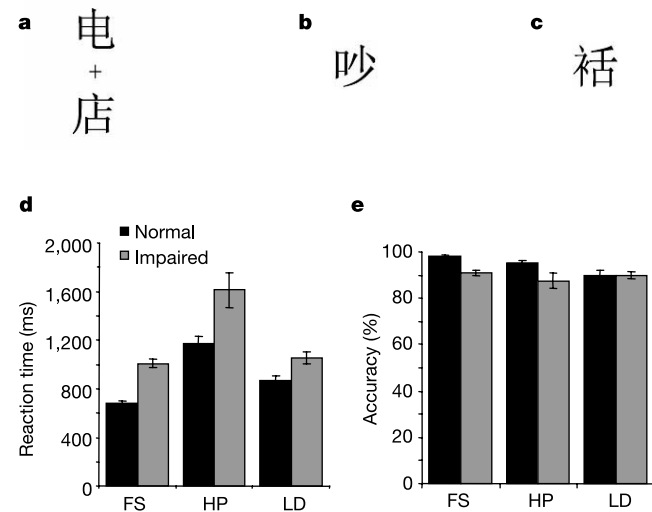 a
电
+
店
b
吵
c
d
Normal
Impaired
Reaction time (ms)
2,000
1,600
1,200
800
400
0
FS HP LD
e
Accuracy (%)
100
80
60
40
20
0
FS HP LD